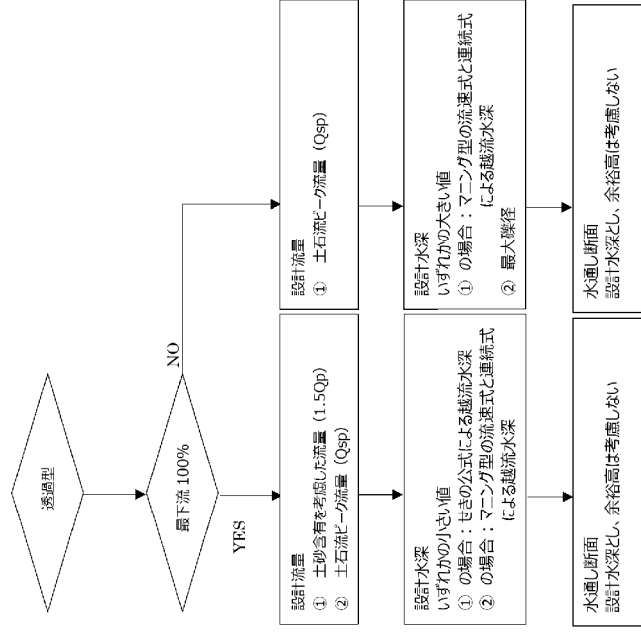 透過型
最下流 100%
YES
NO
設計流量
① 土砂含有を考慮した流量 (1.5Qp)
② 土石流ピーク流量 (Qsp)
設計流量
① 土石流ピーク流量 (Qsp)
設計水深
いずれかの小さい値
① の場合：せきの公式による越流水深
② の場合：マニング型の流速式と連続式
による越流水深
設計水深
いずれかの大きい値
① の場合：マニング型の流速式と連続式
による越流水深
② 最大礫径
水通し断面
設計水深とし、余裕高は考慮しない
水通し断面
設計水深とし、余裕高は考慮しない